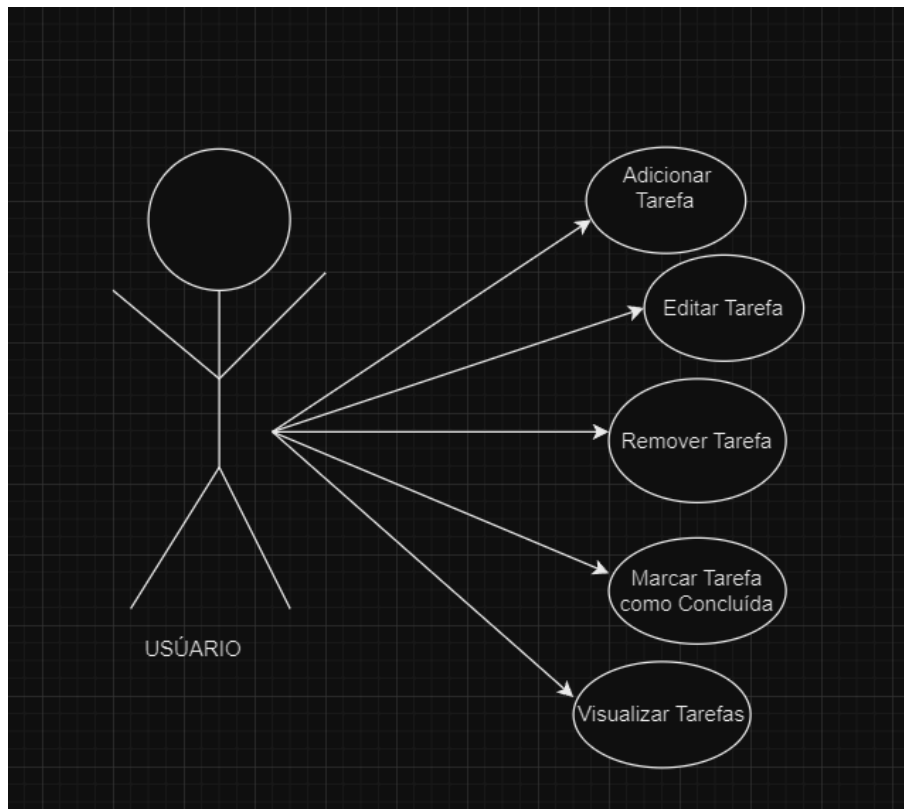 Adicionar
Tarefa
Editar Tarefa
Remover Tarefa
Marcar Tarefa
como Concluída
USÚARIO
Visualizar Tarefas